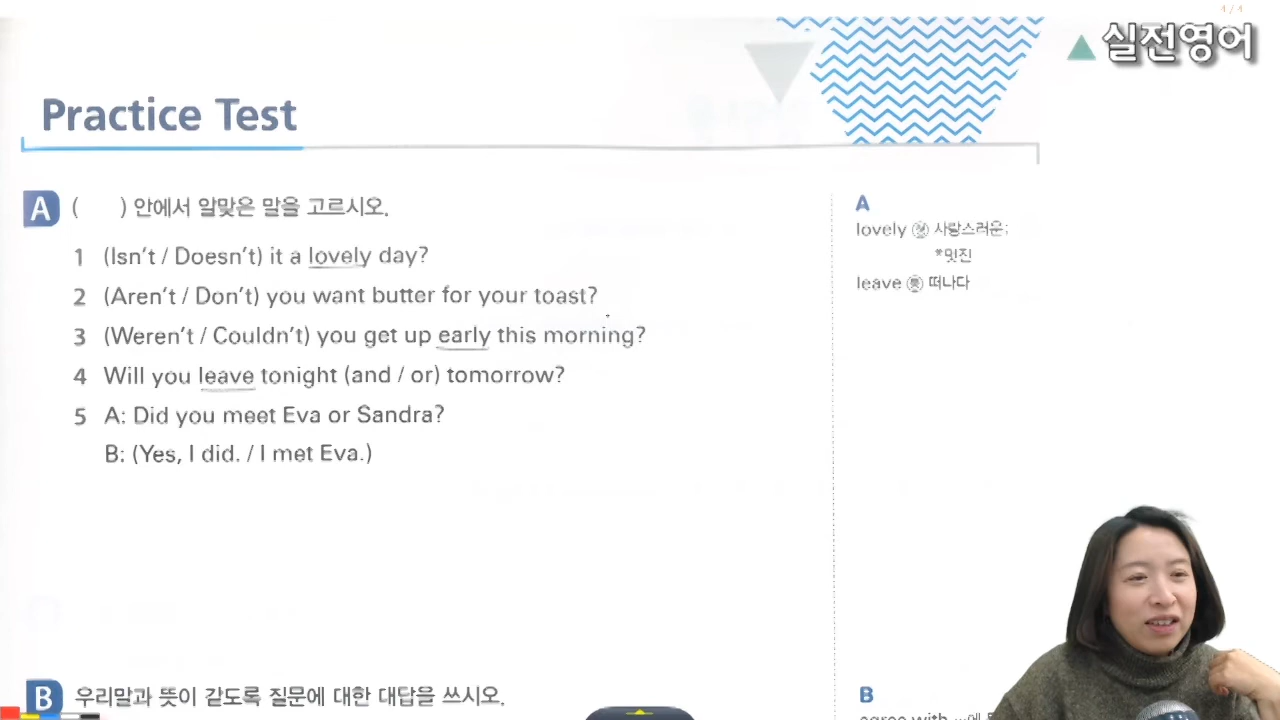 4 / 4
실전영어
Practice Test
A ( ) 안에서 알맞은 말을 고르시오.
1 (Isn't / Doesn't) it a lovely day?
2 (Aren't / Don't) you want butter for your toast?
3 (Weren't / Couldn't) you get up early this morning?
4 Will you leave tonight (and / or) tomorrow?
5 A: Did you meet Eva or Sandra?
B: (Yes, I did. / I met Eva.)
A
lovely 형 사랑스러운;
*멋진
leave 동 떠나다
B 우리말과 뜻이 같도록 질문에 대한 대답을 쓰시오.
B
agree with